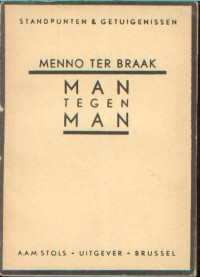 STANDPUNTEN & GETUIGENISSEN
MENNO TER BRAAK
MAN
TEGEN
MAN
A.A.M. STOLS • UITGEVER • BRUSSEL